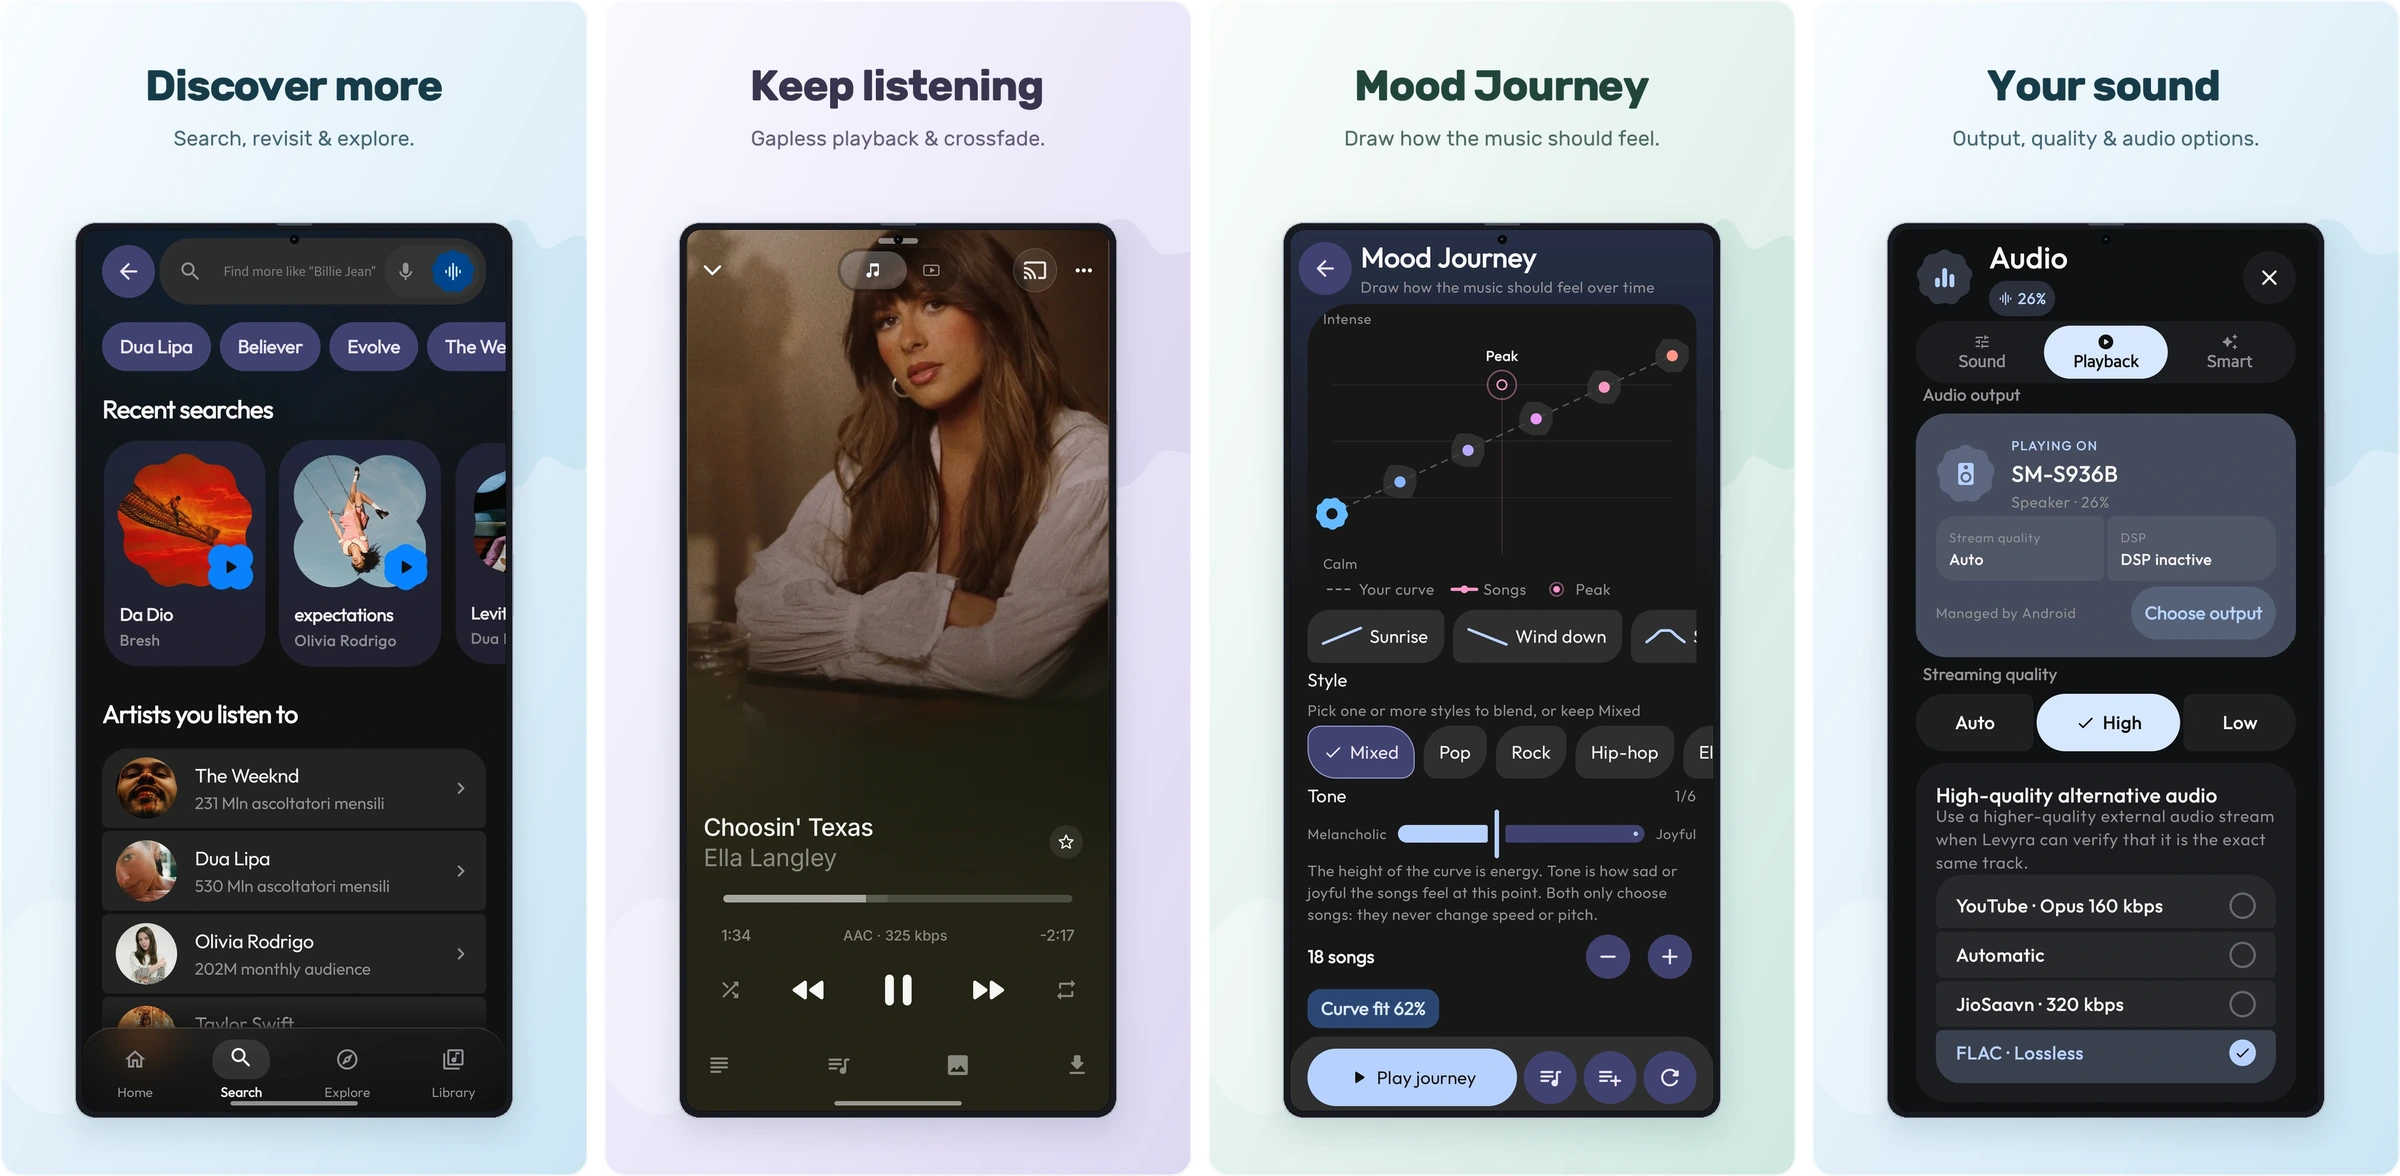 Discover more
Search, revisit & explore.
Find more like "Billie Jean"
Dua Lipa
Believer
Evolve
The We
Recent searches
Da Dio
Bresh
expectations
Olivia Rodrigo
Levit
Dua
Artists you listen to
The Weeknd
231 Mln ascoltatori mensili
Dua Lipa
530 Mln ascoltatori mensili
Olivia Rodrigo
202M monthly audience
Taylor Swift
Home
Search
Explore
Library
Keep listening
Gapless playback & crossfade.
Choosin' Texas
Ella Langley
1:34
AAC · 325 kbps
-2:17
Mood Journey
Draw how the music should feel.
Mood Journey
Draw how the music should feel over time
Intense
Peak
Calm
Your curve
Songs
Peak
Sunrise
Wind down
Style
Pick one or more styles to blend, or keep Mixed
Mixed
Pop
Rock
Hip-hop
El
Tone
1/6
Melancholic
Joyful
The height of the curve is energy. Tone is how sad or
joyful the songs feel at this point. Both only choose
songs: they never change speed or pitch.
18 songs
Curve fit 62%
Play journey
Your sound
Output, quality & audio options.
Audio
26%
Sound
Playback
Smart
Audio output
PLAYING ON
SM-S936B
Speaker · 26%
Stream quality
Auto
DSP
DSP inactive
Managed by Android
Choose output
Streaming quality
Auto
High
Low
High-quality alternative audio
Use a higher-quality external audio stream
when Levyra can verify that it is the exact
same track.
YouTube · Opus 160 kbps
Automatic
JioSaavn · 320 kbps
FLAC · Lossless